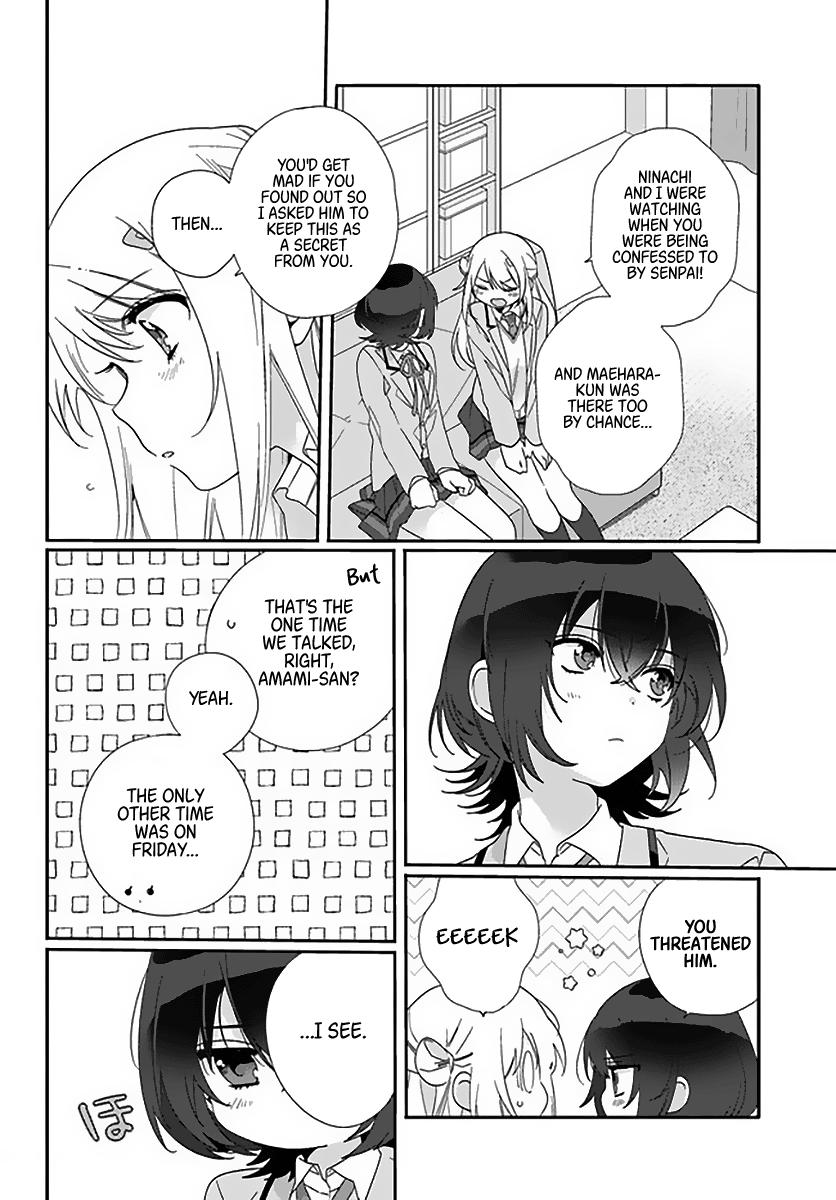 NINACHI
AND I WERE
WATCHING
WHEN YOU
WERE BEING
CONFESSED TO
BY SENPAI!
AND MAEHARA-
KUN WAS
THERE TOO
BY CHANCE...
YOU'D GET
MAD IF YOU
FOUND OUT SO
I ASKED HIM TO
KEEP THIS AS
A SECRET
FROM YOU.
THEN...
But
THAT'S THE
ONE TIME
WE TALKED,
RIGHT,
AMAMI-SAN?
YEAH.
THE ONLY
OTHER TIME
WAS ON
FRIDAY...
YOU
THREATENED
HIM.
EEEEEK
...I SEE.
ほ